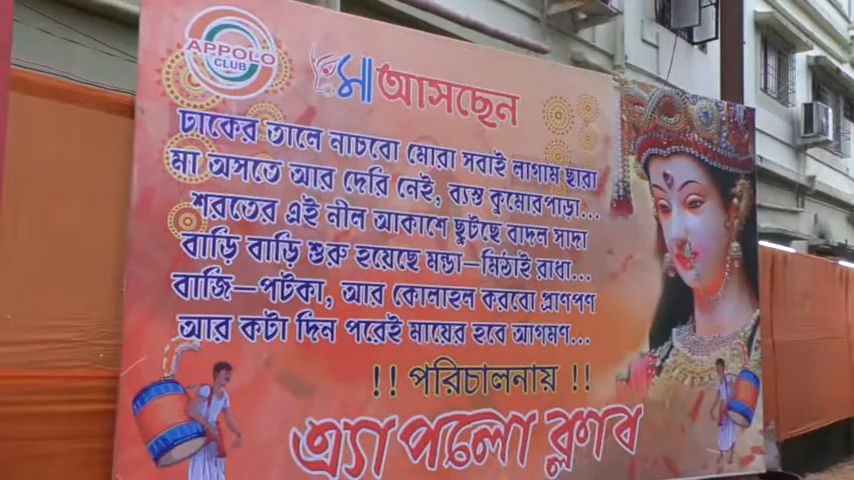 APPOLO
CLUB
মা আসছেন
ঢাকের তালে নাচবো মোরা সবাই লাগাম ছারা
মা অসতে আর দেরি নেই, ব্যস্ত কুমোরপাড়া...
শরতের এই নীল আকাশে ছুটছে বাদল সাদা
বাড়ি বাড়ি শুরু হয়েছে মন্ডা–মিঠাই রাধা...
বাজি–পটকা, আর কোলাহল করবো প্রাণপণ
আর কটা দিন পরেই মায়ের হবে আগমণ...
!! পরিচালনায় !!
এ্যাপলো ক্লাব